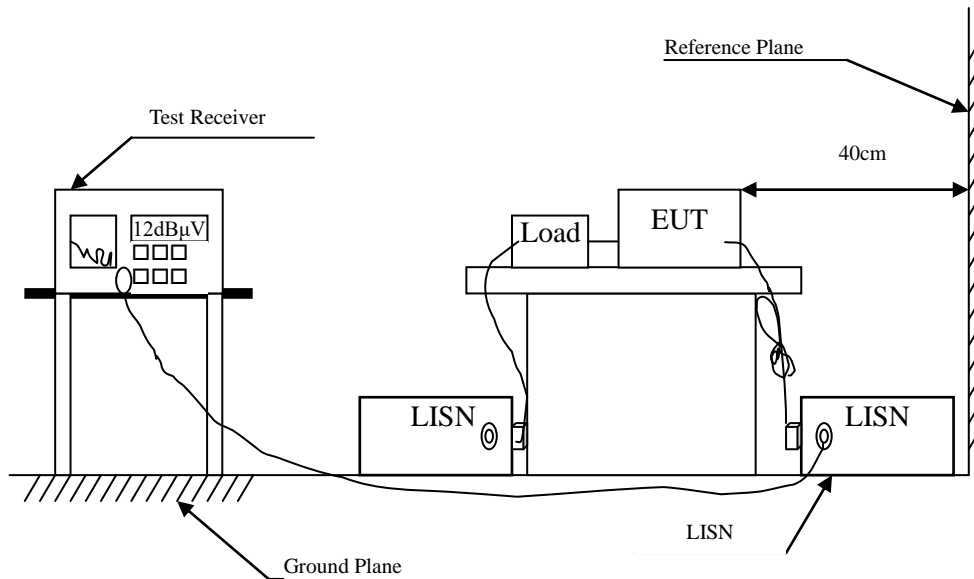 Reference Plane
Test Receiver
40cm
12dBμV
Load
EUT
LISN
LISN
LISN
Ground Plane